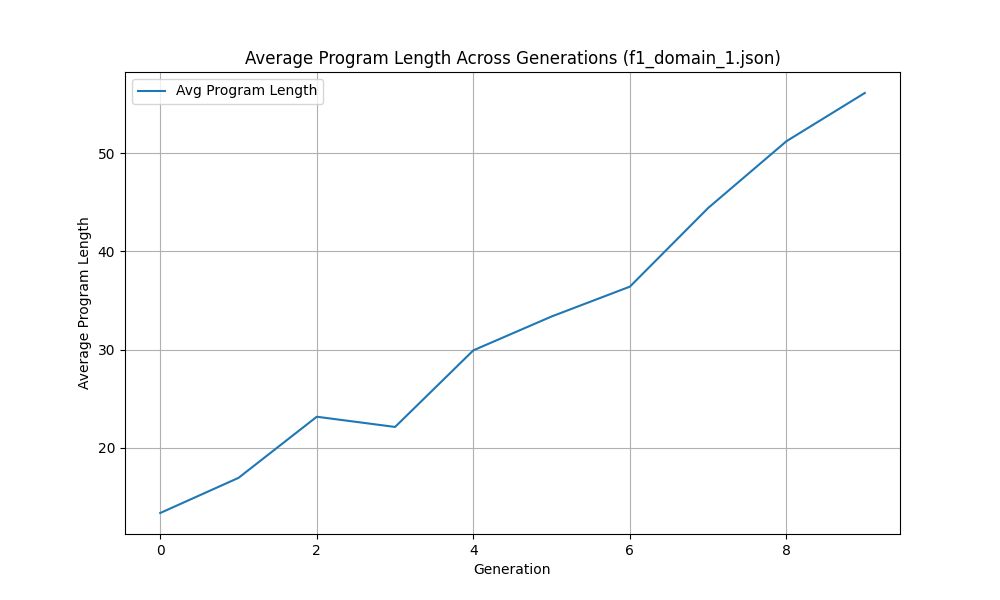 Average Program Length Across Generations (f1_domain_1.json)
Avg Program Length
50
40
30
20
Average Program Length
0 2 4 6 8
Generation